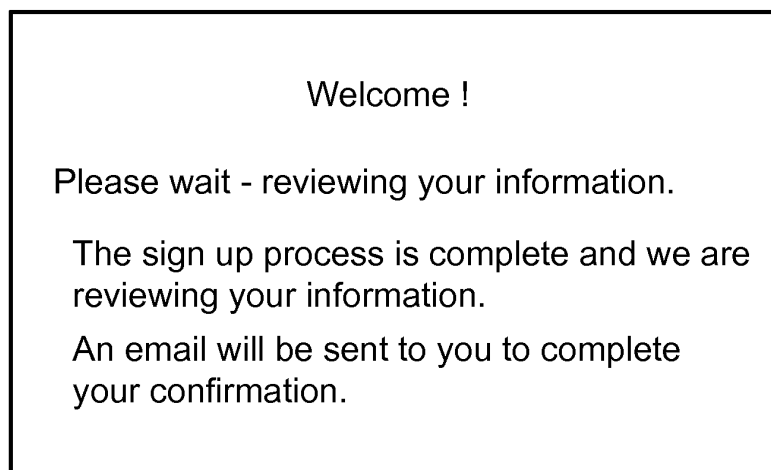 Welcome !
Please wait - reviewing your information.
The sign up process is complete and we are
reviewing your information.
An email will be sent to you to complete
your confirmation.